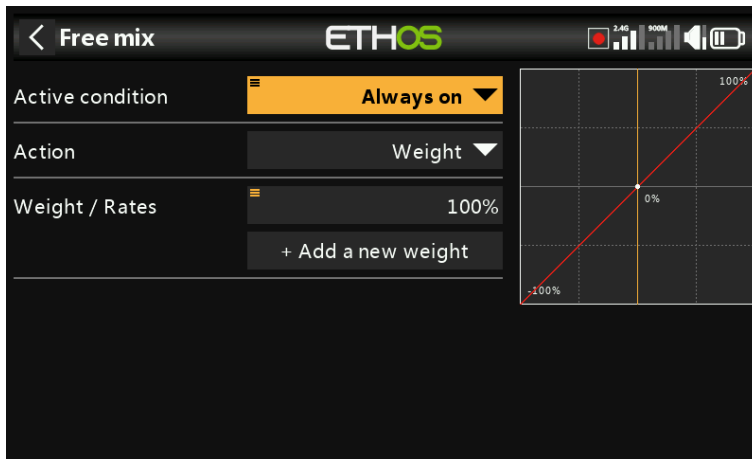 Free mix
ETHOS
2.4G
900M
Active condition
Always on
Action
Weight
Weight / Rates
100%
+ Add a new weight
100%
0%
-100%